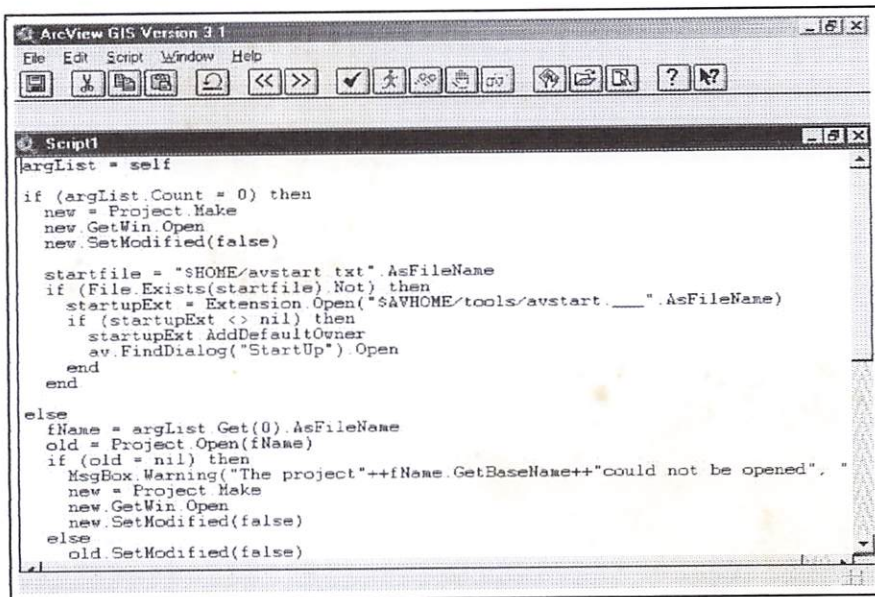 ArcView GIS Version 3.1
File Edit Script Window Help
Script1
argList = self
if (argList.Count = 0) then
new = Project.Make
new.GetWin.Open
new.SetModified(false)
startfile = "$HOME/avstart.txt".AsFileName
if (File.Exists(startfile).Not) then
startupExt = Extension.Open("$AVHOME/tools/avstart.___".AsFileName)
if (startupExt <> nil) then
startupExt.AddDefaultOwner
av.FindDialog("StartUp").Open
end
end
else
fName = argList.Get(0).AsFileName
old = Project.Open(fName)
if (old = nil) then
MsgBox.Warning("The project"++fName.GetBaseName++"could not be opened", "
new = Project.Make
new.GetWin.Open
new.SetModified(false)
else
old.SetModified(false)